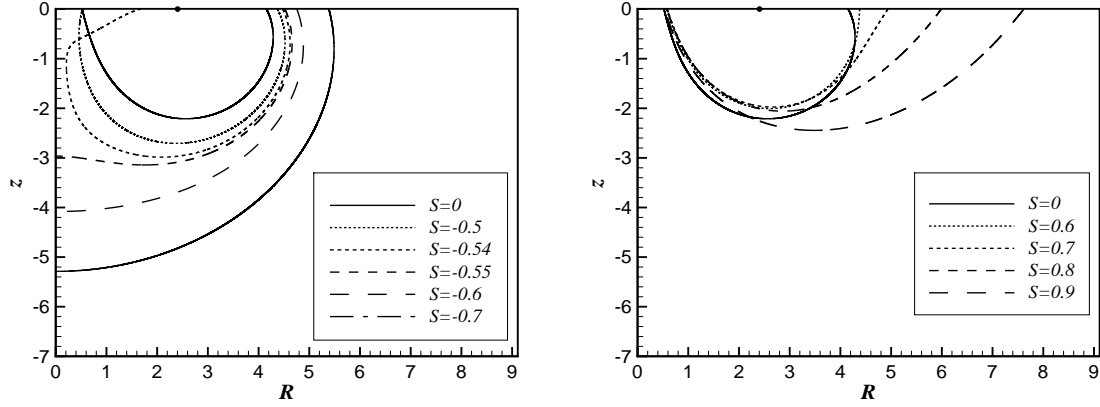 0
-1
-2
-3
-4
-5
-6
-7
z
0 1 2 3 4 5 6 7 8 9
R
S=0
S=-0.5
S=-0.54
S=-0.55
S=-0.6
S=-0.7
0
-1
-2
-3
-4
-5
-6
-7
z
0 1 2 3 4 5 6 7 8 9
R
S=0
S=0.6
S=0.7
S=0.8
S=0.9